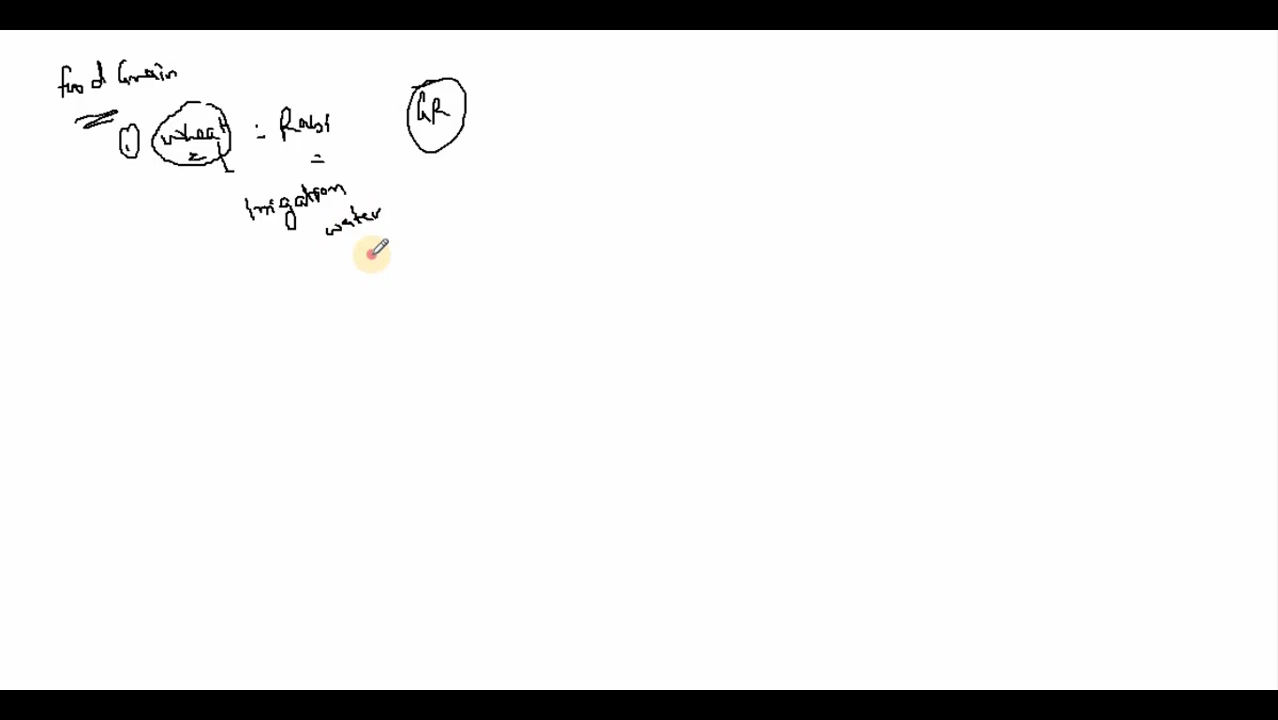 food Grain
1. wheat = Rabi
GR
Irrigation
water